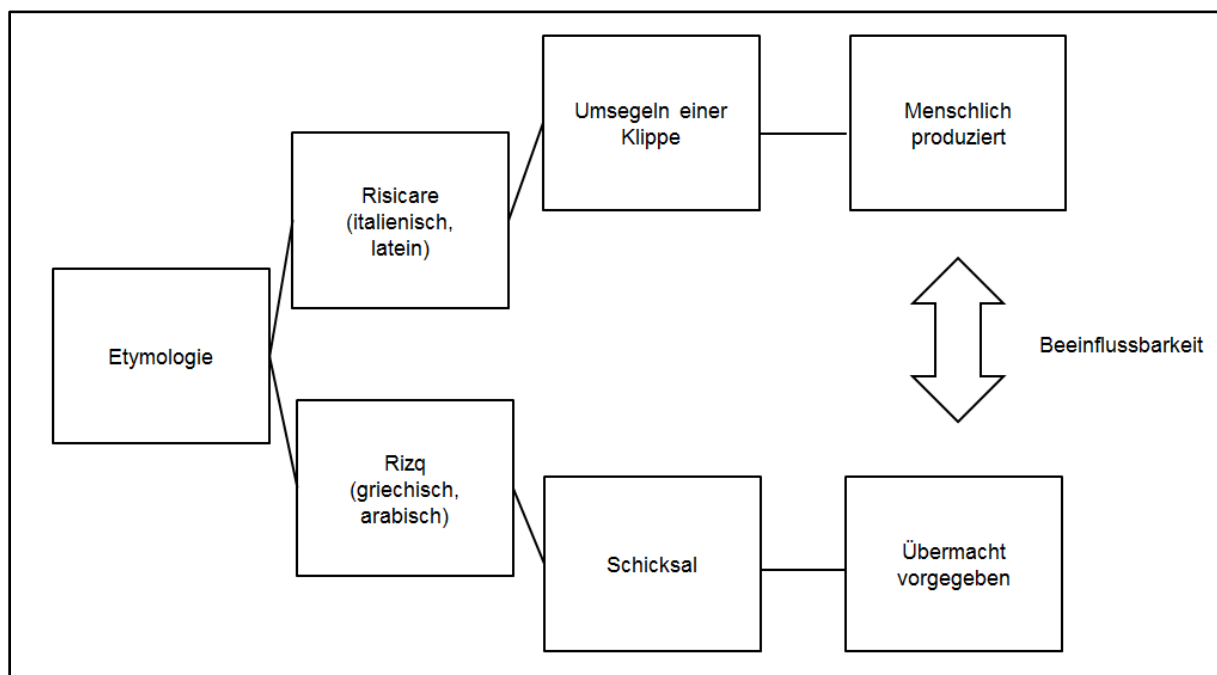 Umsegeln einer
Klippe
Menschlich
produziert
Risicare
(italienisch,
latein)
Etymologie
Beeinflussbarkeit
Rizq
(griechisch,
arabisch)
Schicksal
Übermacht
vorgegeben